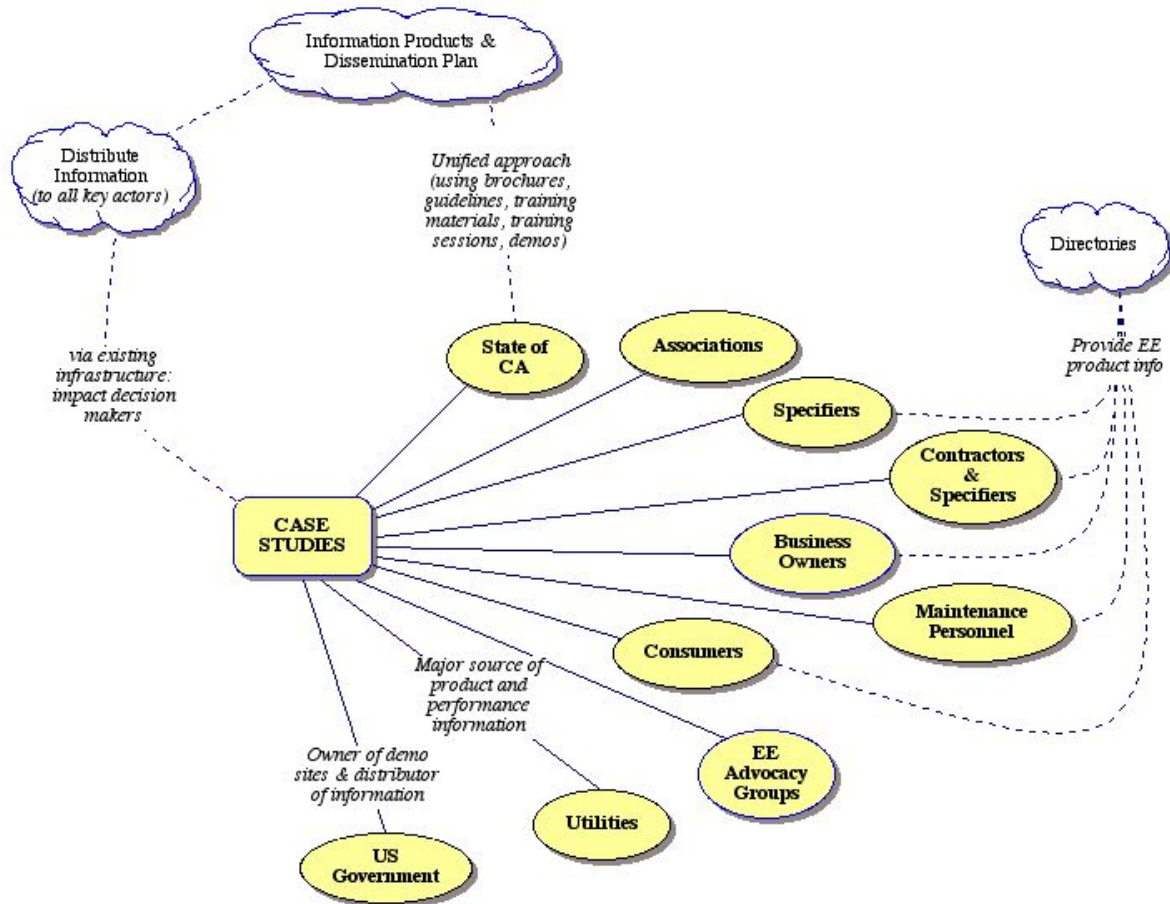 Information Products &
Dissemination Plan
Distribute
Information
(to all key actors)
Unified approach
(using brochures,
guidelines, training
materials, training
sessions, demos)
Directories
via existing
infrastructure:
impact decision
makers
State of
CA
Associations
Provide EE
product info
Specifiers
Contractors
&
Specifiers
CASE
STUDIES
Business
Owners
Maintenance
Personnel
Consumers
Major source of
product and
performance
information
Owner of demo
sites & distributor
of information
EE
Advocacy
Groups
Utilities
US
Government